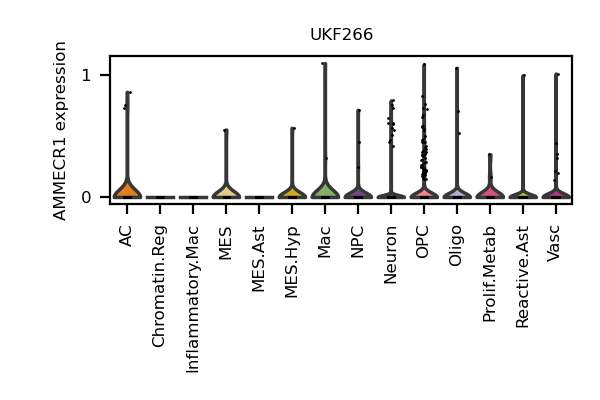 UKF266
AMMECR1 expression
1
0
AC
Chromatin.Reg
Inflammatory.Mac
MES
MES.Ast
MES.Hyp
Mac
NPC
Neuron
OPC
Oligo
Prolif.Metab
Reactive.Ast
Vasc